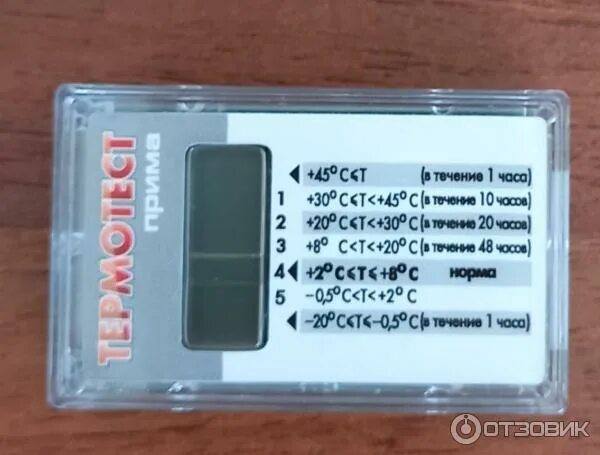 ТЕРМОТЕСТ
прима
◀ +45°C⩽T (в течение 1 часа)
1 +30°C⩽T<+45°C (в течение 10 часов)
2 +20°C⩽T<+30°C (в течение 20 часов)
3 +8° C<T<+20°C (в течение 48 часов)
4 ◀ +2°C⩽T⩽+8°C норма
5 −0,5°C<T<+2°C
◀ −20°C⩽T⩽−0,5°C (в течение 1 часа)
ОТЗОВИК